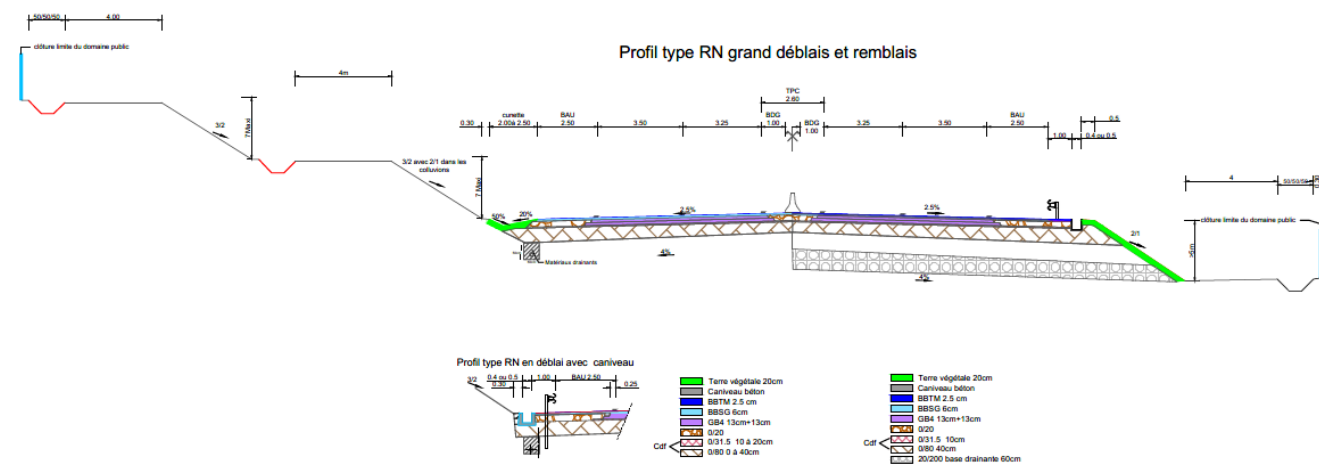 50/50/50
4.00
clôture limite du domaine public
Profil type RN grand déblais et remblais
4m
7Maxi
3/2
TPC
2.60
0.30
cunette
2.00à 2.50
BAU
2.50
3.50
3.25
BDG
1.00
BDG
1.00
3.25
3.50
BAU
2.50
0.5
1.00
0.4 ou 0.5
3/2 avec 2/1 dans les
colluvions
7 Maxi
4
50/50/50
50%
20%
2.5%
2.5%
clôture limite du domaine public
2/1
Matériaux drainants
4%
4%
Profil type RN en déblai avec caniveau
3/2
0.4 ou 0.5
0.30
1.00
BAU 2.50
0.25
Terre végétale 20cm
Caniveau béton
BBTM 2.5 cm
BBSG 6cm
GB4 13cm+13cm
0/20
Cdf
0/31.5 10 à 20cm
0/80 0 à 40cm
Terre végétale 20cm
Caniveau béton
BBTM 2.5 cm
BBSG 6cm
GB4 13cm+13cm
0/20
Cdf
0/31.5 10cm
0/80 40cm
20/200 base drainante 60cm